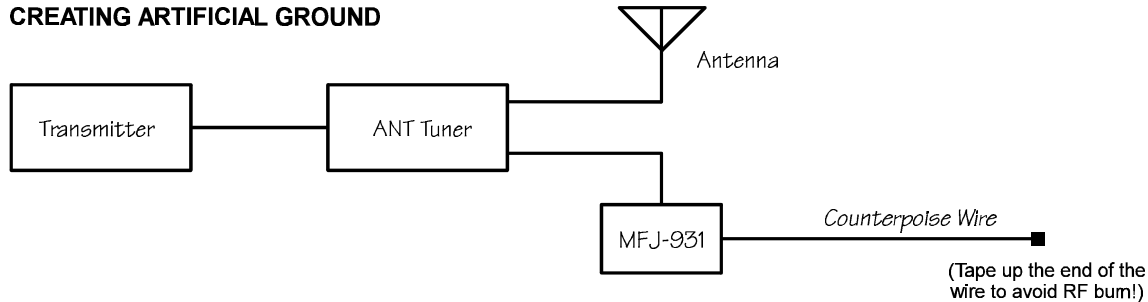 CREATING ARTIFICIAL GROUND
Antenna
Transmitter
ANT Tuner
MFJ-931
Counterpoise Wire
(Tape up the end of the
wire to avoid RF burn!)